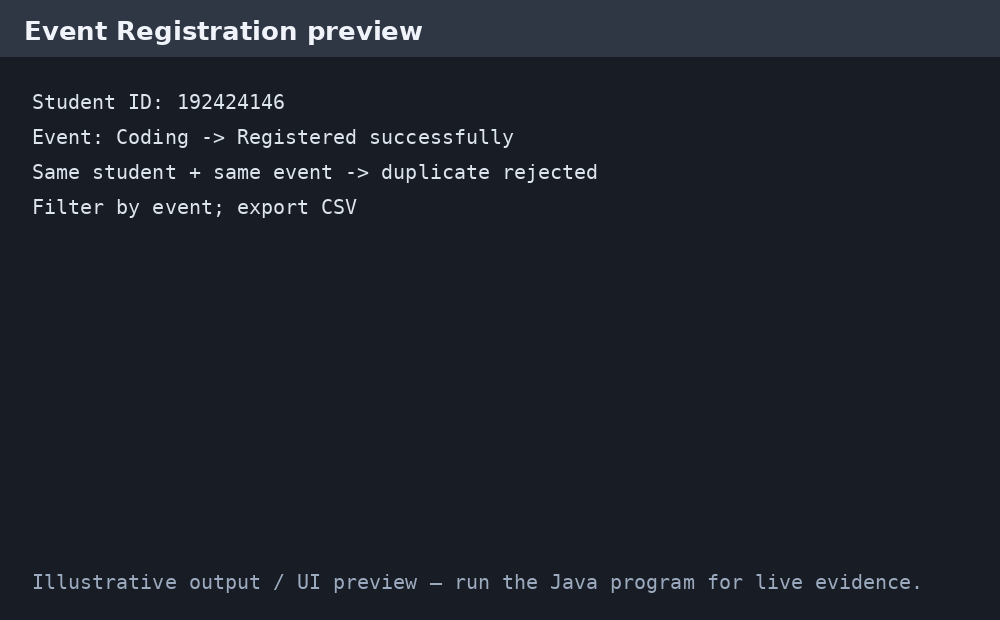 Event Registration preview
Student ID: 192424146
Event: Coding -> Registered successfully
Same student + same event -> duplicate rejected
Filter by event; export CSV
Illustrative output / UI preview — run the Java program for live evidence.